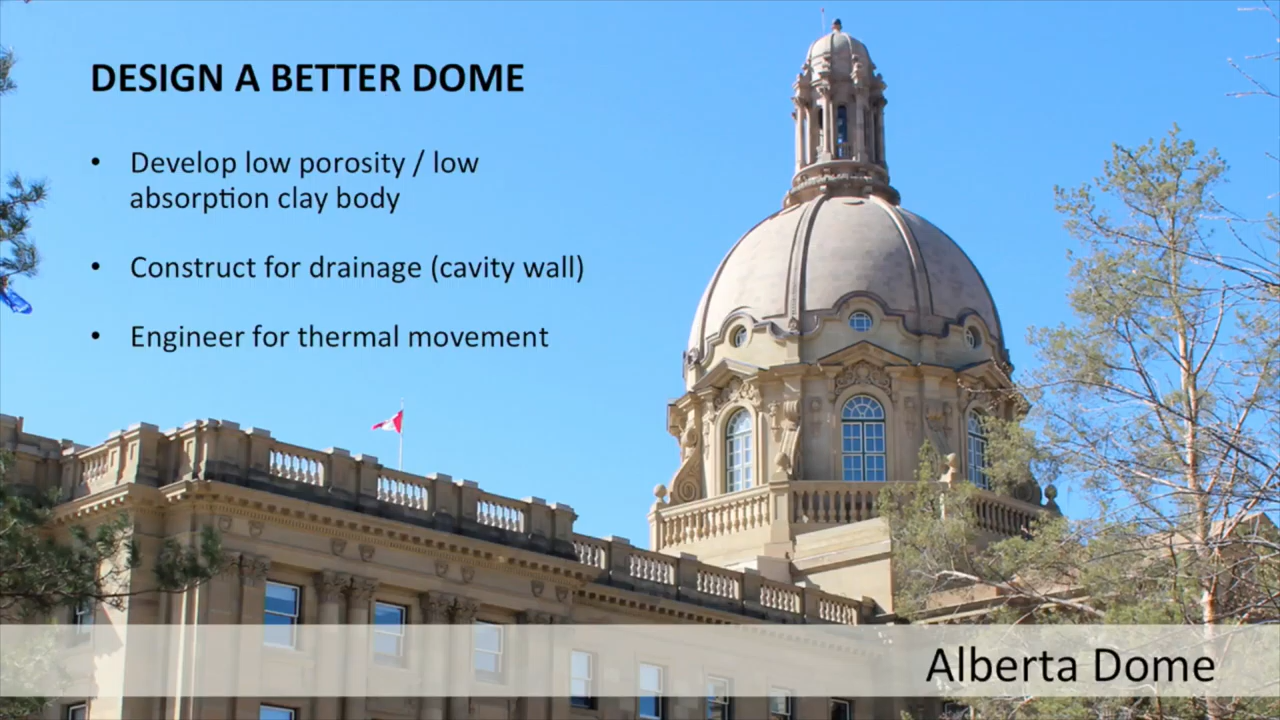 DESIGN A BETTER DOME
• Develop low porosity / low
absorption clay body
• Construct for drainage (cavity wall)
• Engineer for thermal movement
Alberta Dome